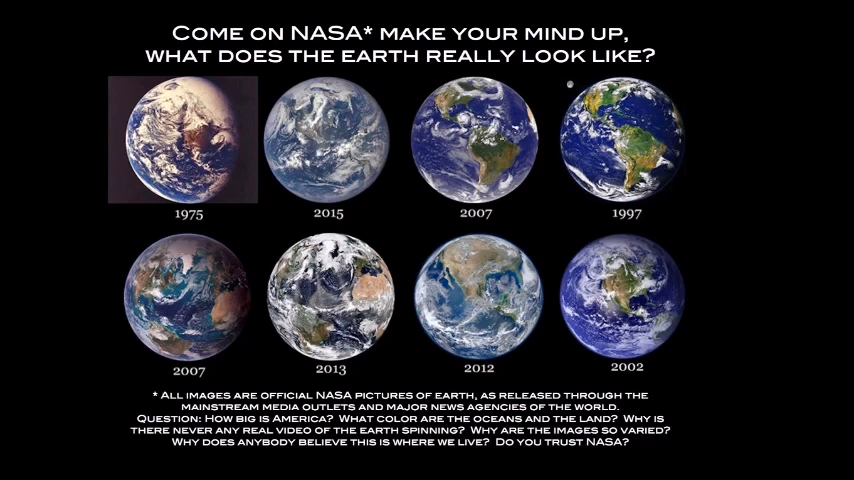 Come on NASA* make your mind up,
what does the earth really look like?
1975
2015
2007
1997
2007
2013
2012
2002
* All images are official NASA pictures of earth, as released through the
mainstream media outlets and major news agencies of the world.
Question: How big is America? What color are the oceans and the land? Why is
there never any real video of the earth spinning? Why are the images so varied?
Why does anybody believe this is where we live? Do you trust NASA?